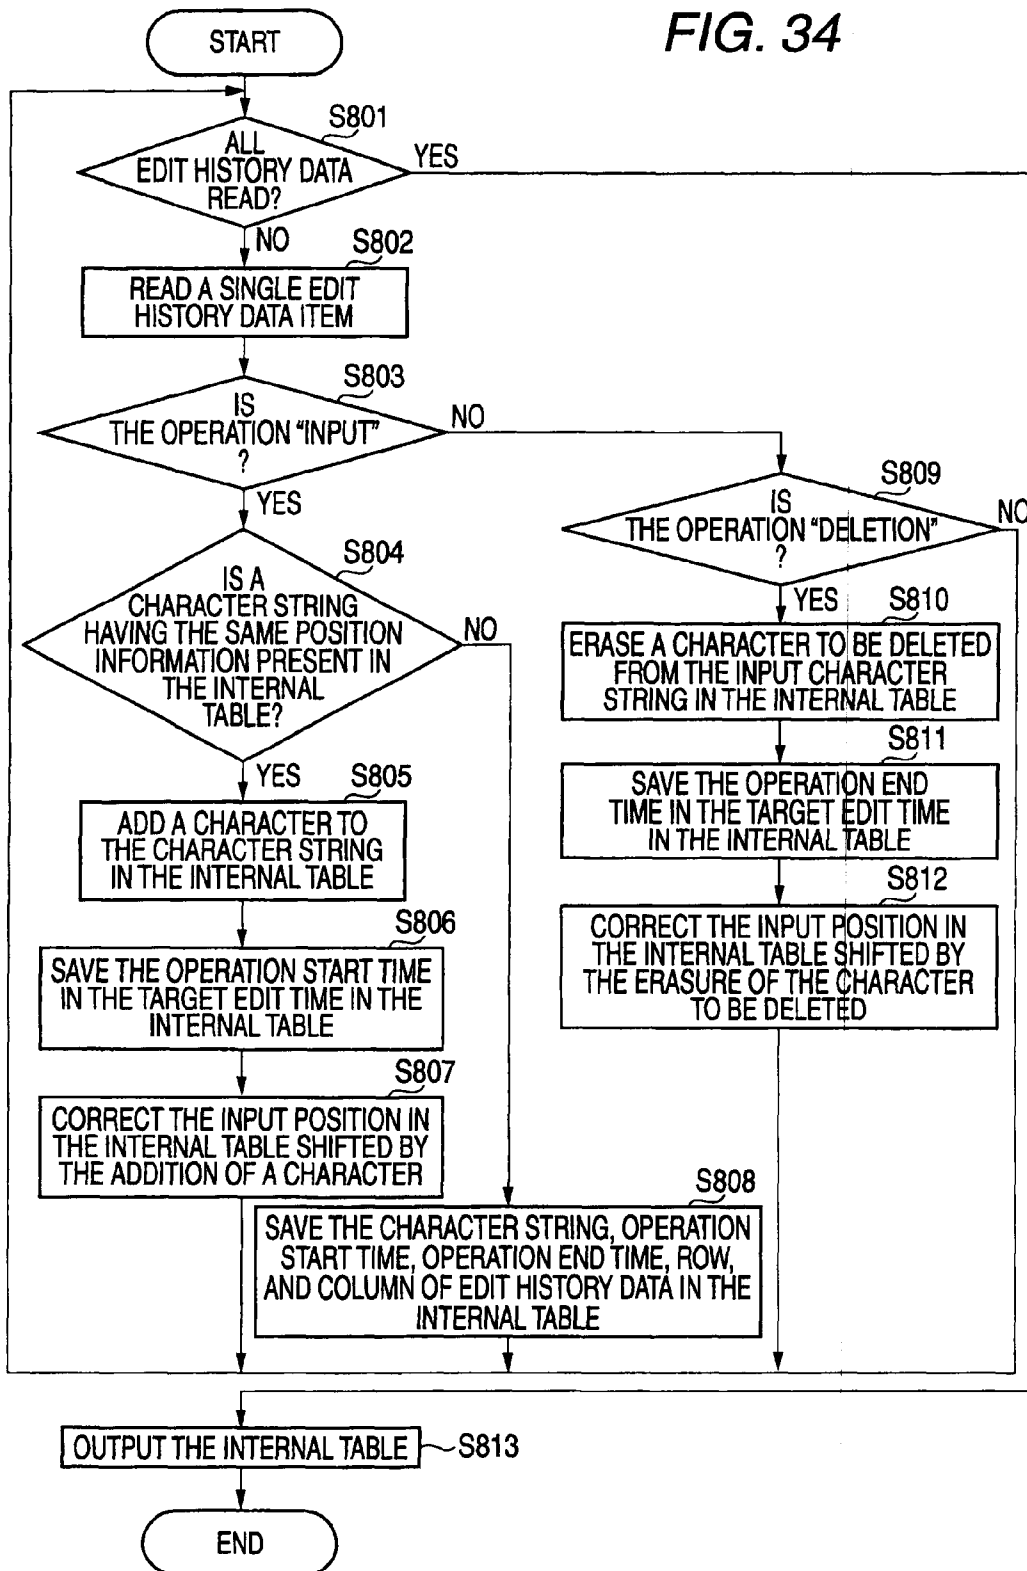 FIG. 34
START
S801
ALL
EDIT HISTORY DATA
READ?
YES
NO
S802
READ A SINGLE EDIT
HISTORY DATA ITEM
S803
IS
THE OPERATION “INPUT”
?
NO
YES
S809
IS
THE OPERATION “DELETION”
?
NO
YES
S804
IS A
CHARACTER STRING
HAVING THE SAME POSITION
INFORMATION PRESENT IN
THE INTERNAL
TABLE?
NO
YES
S810
ERASE A CHARACTER TO BE DELETED
FROM THE INPUT CHARACTER
STRING IN THE INTERNAL TABLE
S811
SAVE THE OPERATION END
TIME IN THE TARGET EDIT TIME
IN THE INTERNAL TABLE
S805
ADD A CHARACTER TO
THE CHARACTER STRING
IN THE INTERNAL TABLE
S812
CORRECT THE INPUT POSITION IN
THE INTERNAL TABLE SHIFTED BY
THE ERASURE OF THE CHARACTER
TO BE DELETED
S806
SAVE THE OPERATION START TIME
IN THE TARGET EDIT TIME IN THE
INTERNAL TABLE
S807
CORRECT THE INPUT POSITION IN
THE INTERNAL TABLE SHIFTED BY
THE ADDITION OF A CHARACTER
S808
SAVE THE CHARACTER STRING, OPERATION
START TIME, OPERATION END TIME, ROW,
AND COLUMN OF EDIT HISTORY DATA IN THE
INTERNAL TABLE
OUTPUT THE INTERNAL TABLE
S813
END